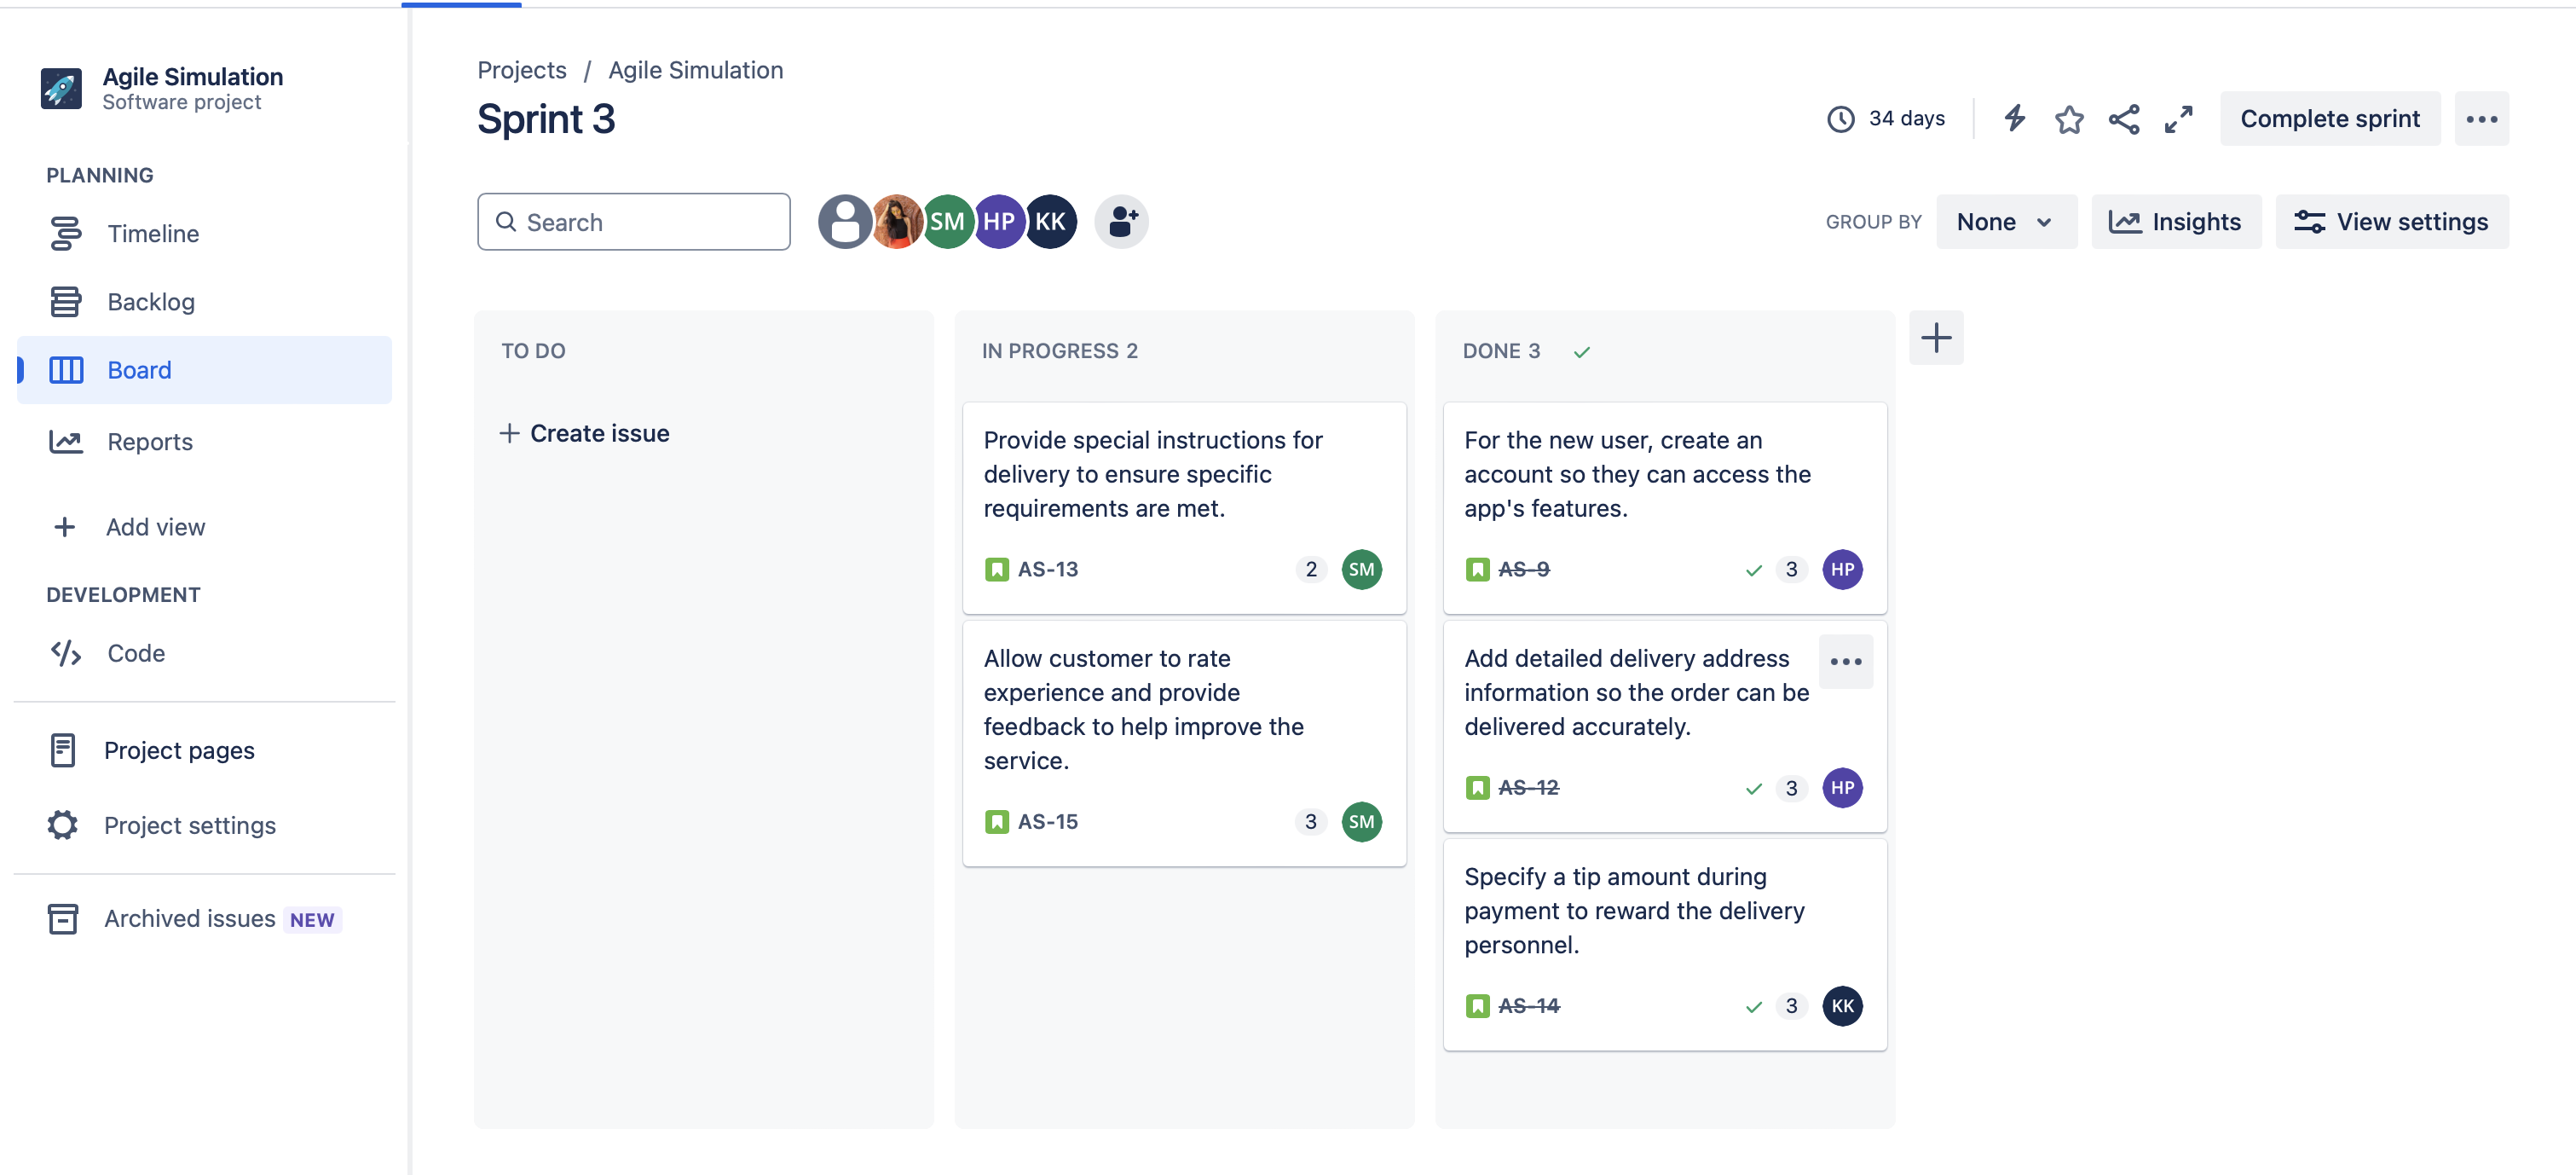 Agile Simulation
Software project
PLANNING
Timeline
Backlog
Board
Reports
Add view
DEVELOPMENT
Code
Project pages
Project settings
Archived issues NEW
Projects / Agile Simulation
Sprint 3
34 days
Complete sprint
Search
SM
HP
KK
GROUP BY
None
Insights
View settings
TO DO
Create issue
IN PROGRESS 2
Provide special instructions for
delivery to ensure specific
requirements are met.
AS-13
2
SM
Allow customer to rate
experience and provide
feedback to help improve the
service.
AS-15
3
SM
DONE 3
For the new user, create an
account so they can access the
app's features.
AS-9
3
HP
Add detailed delivery address
information so the order can be
delivered accurately.
AS-12
3
HP
Specify a tip amount during
payment to reward the delivery
personnel.
AS-14
3
KK